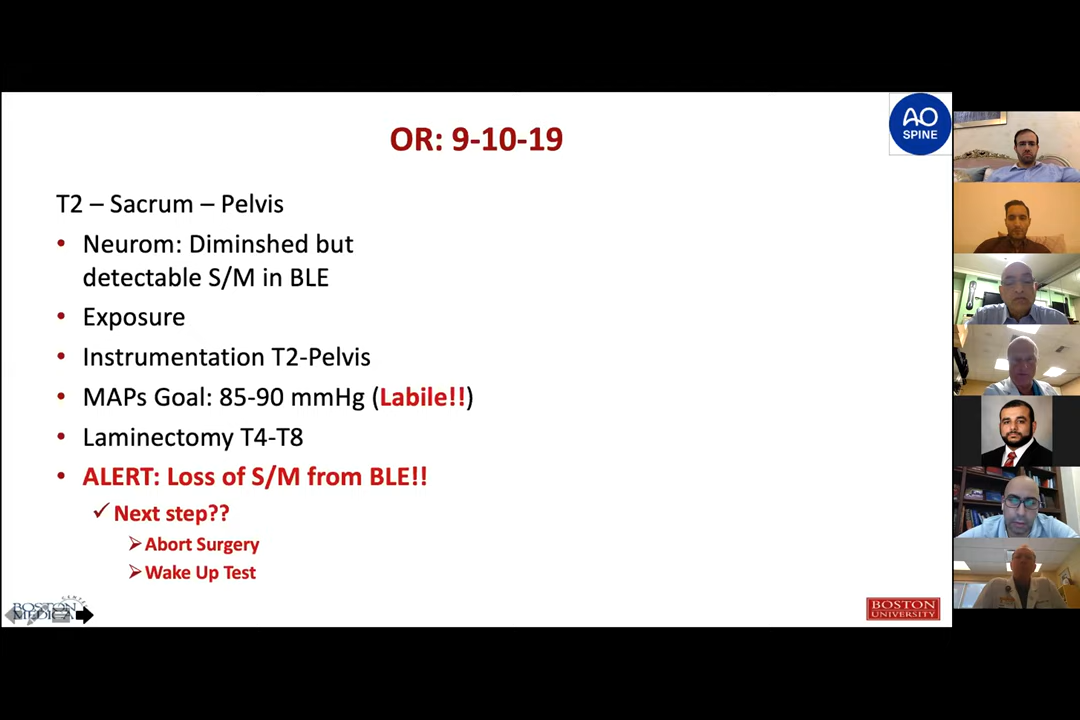 OR: 9-10-19
AO
SPINE
T2 – Sacrum – Pelvis
• Neurom: Diminshed but
detectable S/M in BLE
• Exposure
• Instrumentation T2-Pelvis
• MAPs Goal: 85-90 mmHg (Labile!!)
• Laminectomy T4-T8
• ALERT: Loss of S/M from BLE!!
✓ Next step??
➢ Abort Surgery
➢ Wake Up Test
BOSTON
MEDICA
BOSTON
UNIVERSITY